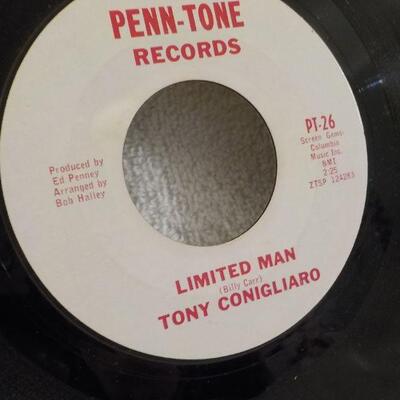 PENN-TONE
RECORDS
PT-26
Screen Gems-
Columbia
Music Inc.
BMI
2:25
ZTSP 124283
Produced by
Ed Penney
Arranged by
Bob Halley
LIMITED MAN
(Billy Carr)
TONY CONIGLIARO